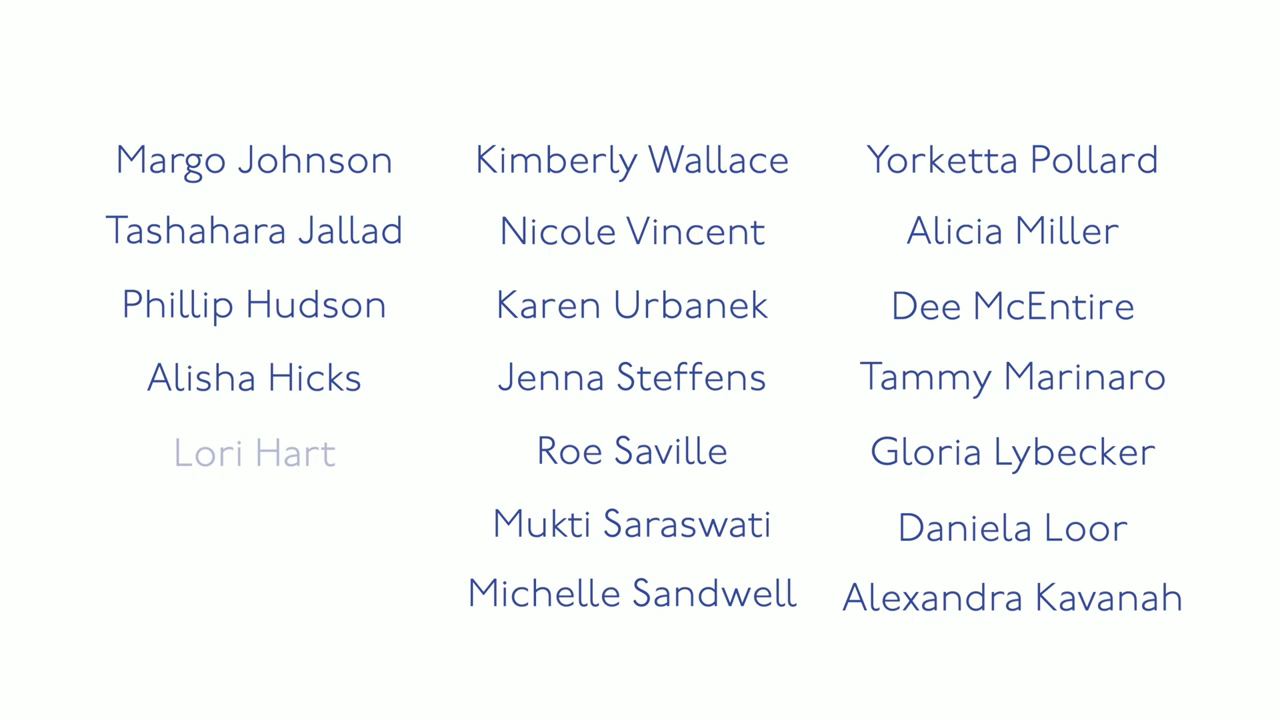 Margo Johnson
Tashahara Jallad
Phillip Hudson
Alisha Hicks
Lori Hart
Kimberly Wallace
Nicole Vincent
Karen Urbanek
Jenna Steffens
Roe Saville
Mukti Saraswati
Michelle Sandwell
Yorketta Pollard
Alicia Miller
Dee McEntire
Tammy Marinaro
Gloria Lybecker
Daniela Loor
Alexandra Kavanah